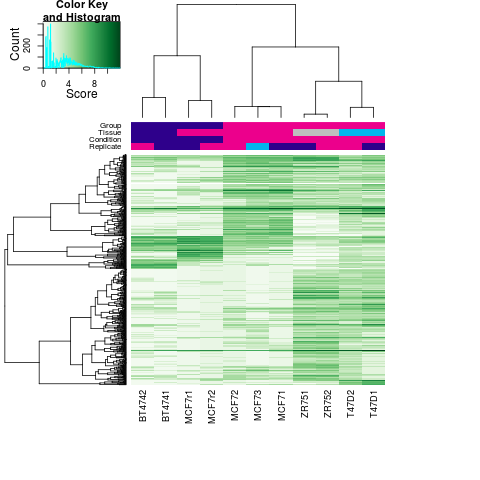 Color Key
and Histogram
Count
0 200
0 4 8
Score
Group
Tissue
Condition
Replicate
BT4742
BT4741
MCF7r1
MCF7r2
MCF72
MCF73
MCF71
ZR751
ZR752
T47D2
T47D1